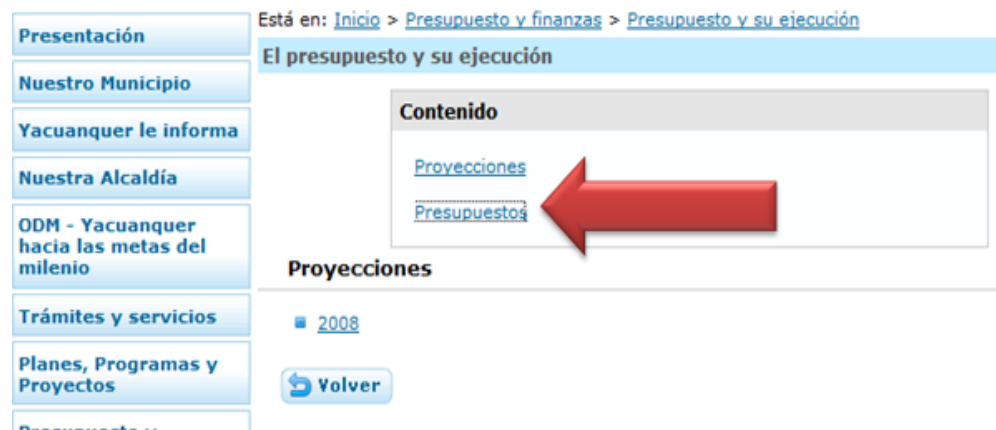 Está en: Inicio > Presupuesto y finanzas > Presupuesto y su ejecución
El presupuesto y su ejecución
Presentación
Nuestro Municipio
Yacuanquer le informa
Nuestra Alcaldía
ODM - Yacuanquer
hacia las metas del
milenio
Trámites y servicios
Planes, Programas y
Proyectos
Presupuesto y
Contenido
Proyecciones
Presupuestos
Proyecciones
2008
Volver